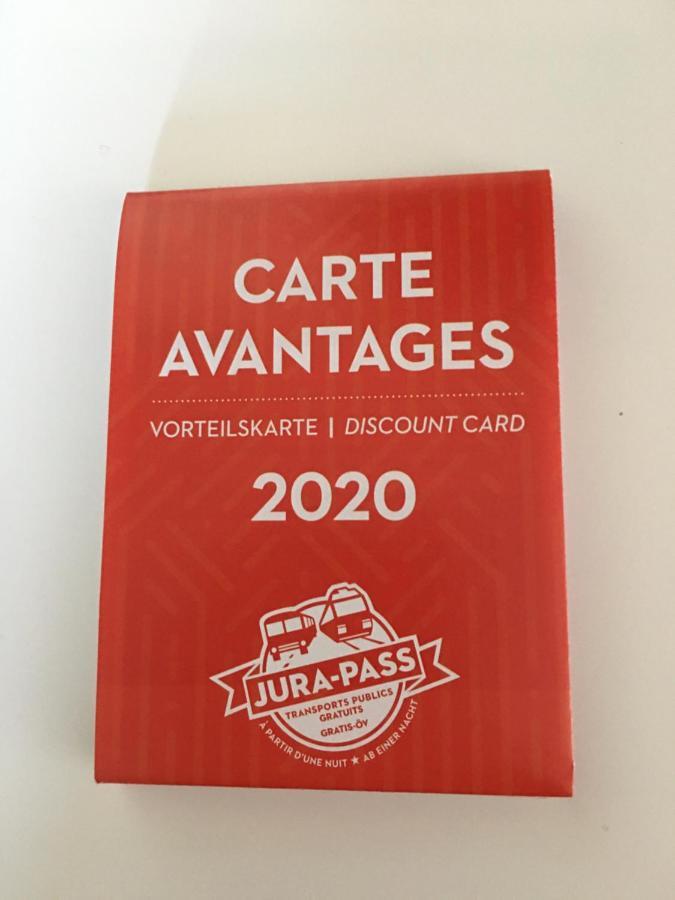 CARTE
AVANTAGES
VORTEILSKARTE | DISCOUNT CARD
2020
JURA-PASS
TRANSPORTS PUBLICS
GRATUITS
GRATIS-ÖV
À PARTIR D'UNE NUIT ★ AB EINER NACHT